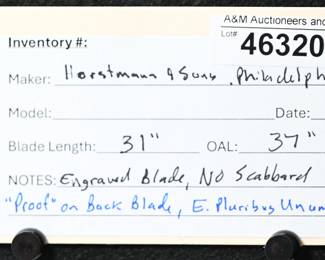 A&M Auctioneers and
Lot# 46320
Inventory #:
Maker: Horstmann & Sons, Philadelph
Model: Date:
Blade Length: 31" OAL: 37"
NOTES: Engraved Blade, No Scabbard
"Proof" on Back Blade, E. Pluribus Unum